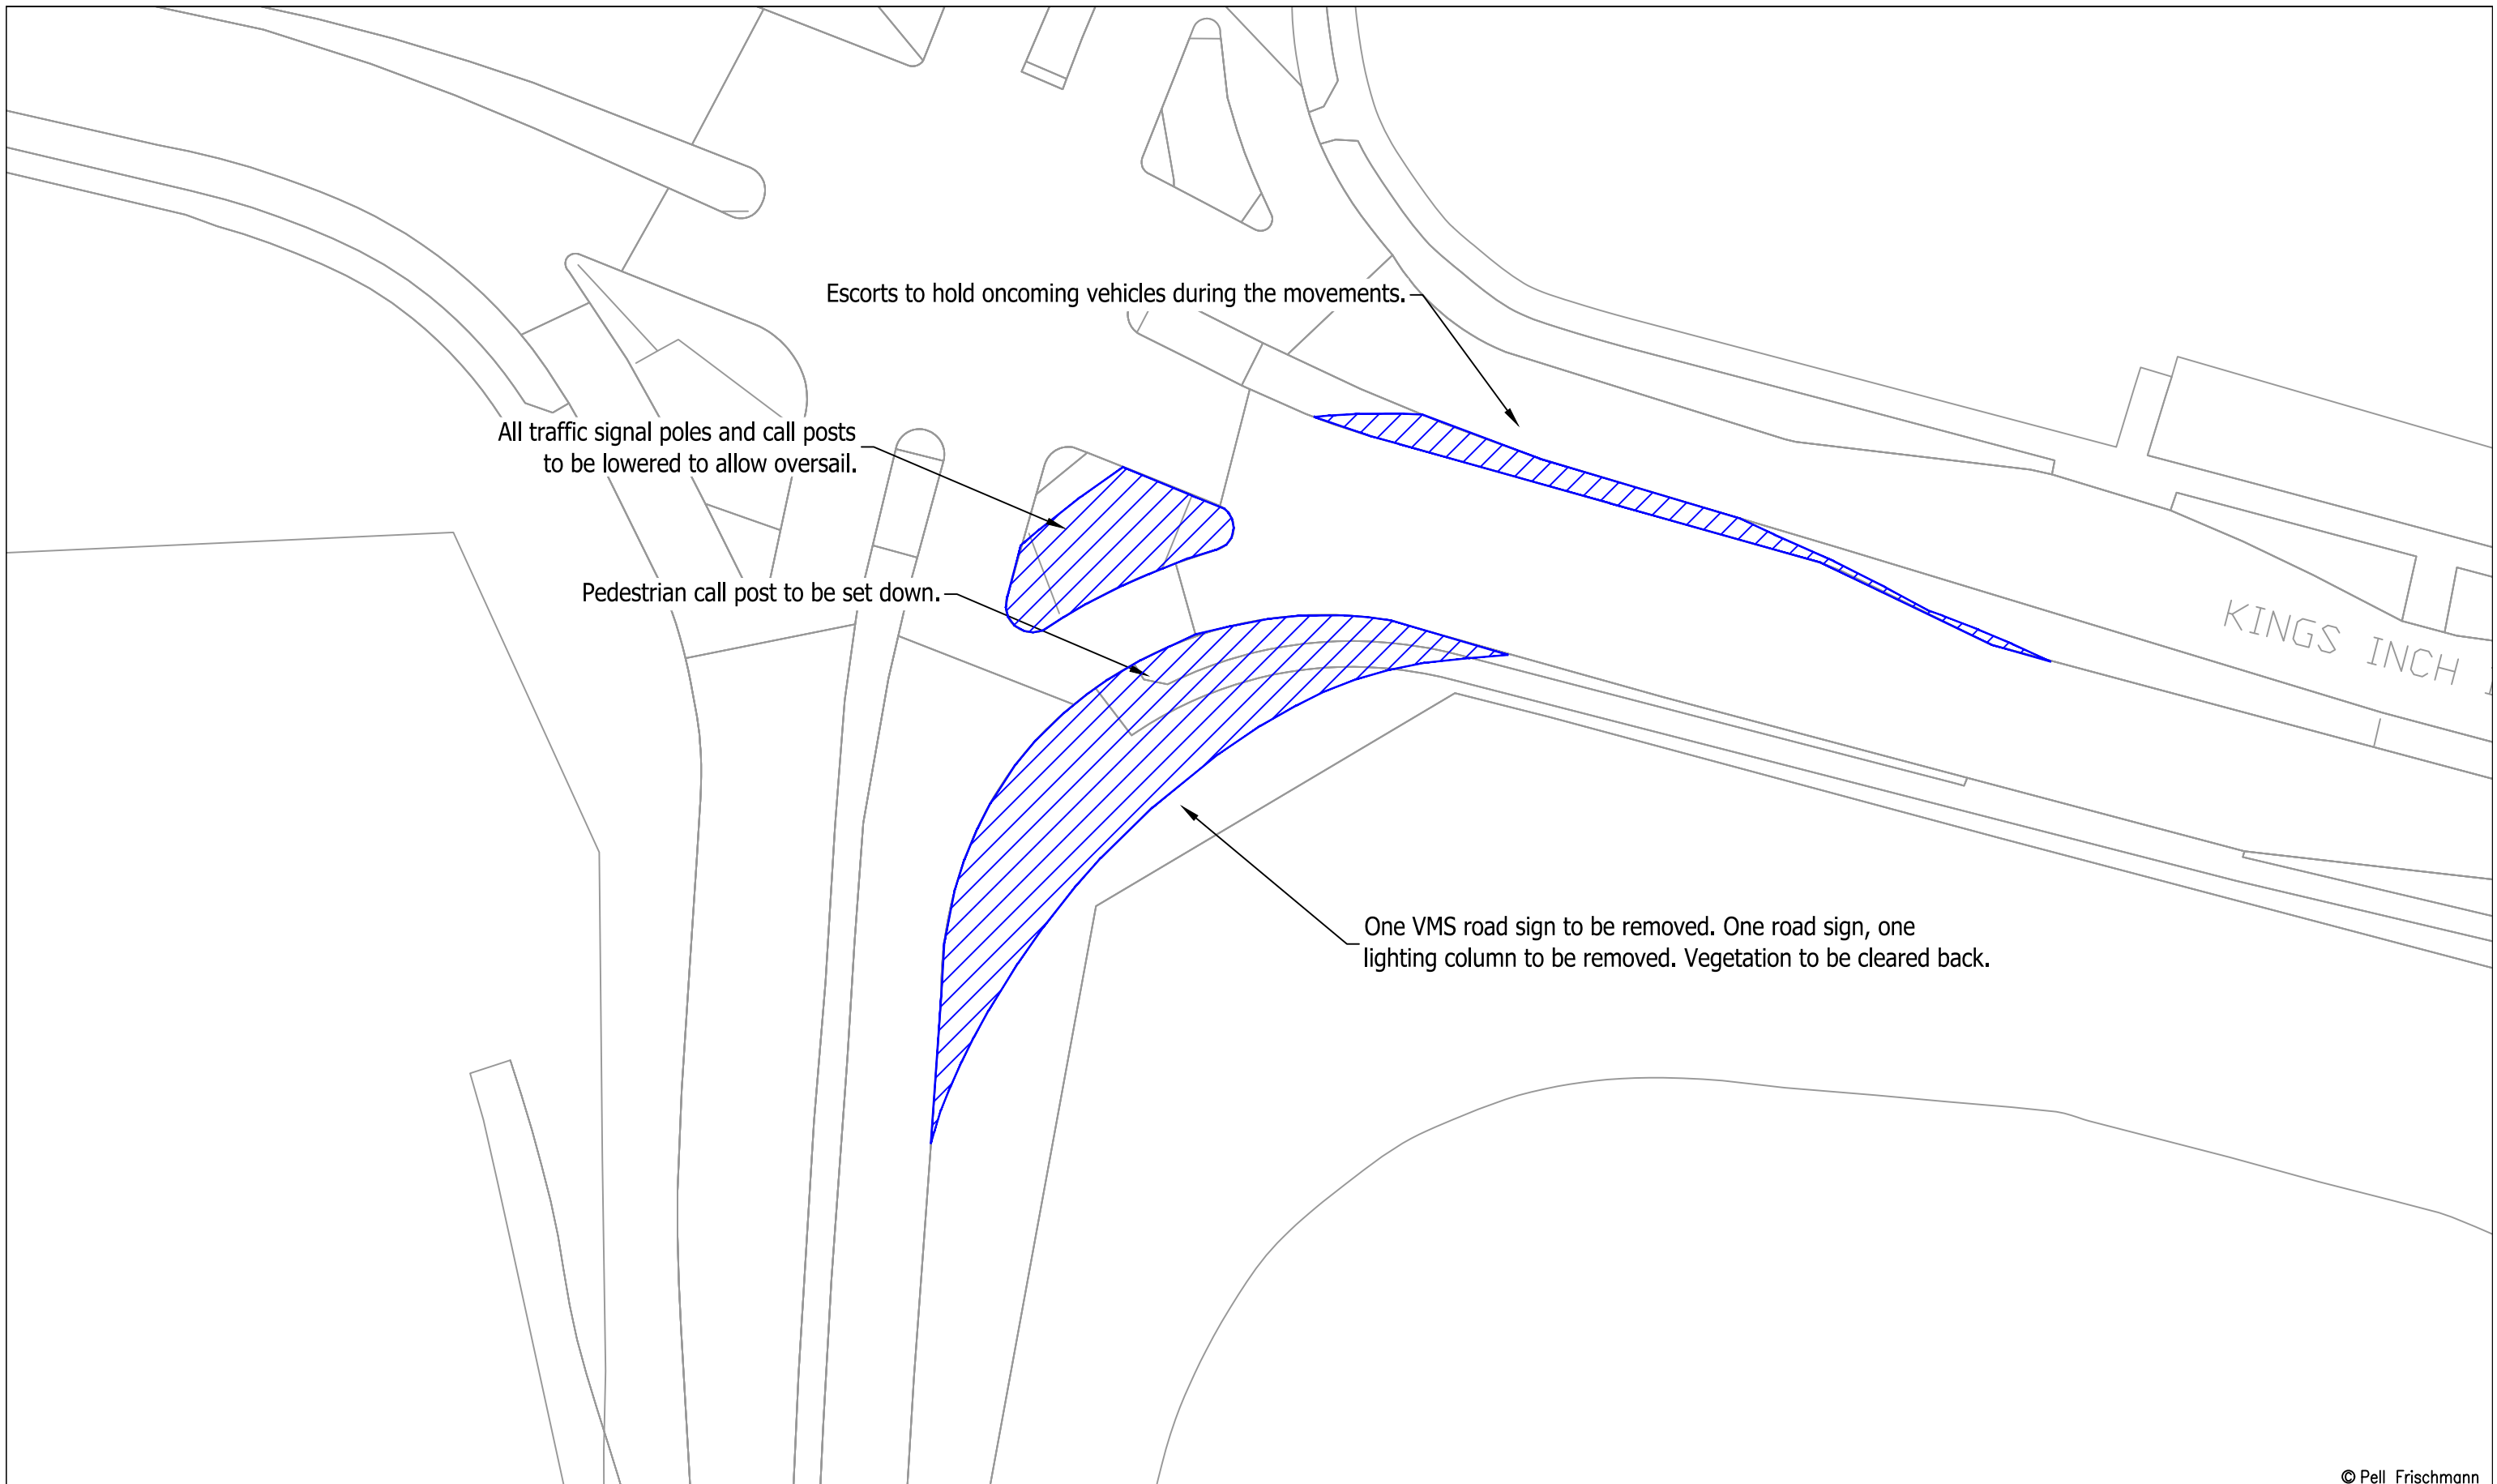 Escorts to hold oncoming vehicles during the movements.
All traffic signal poles and call posts
to be lowered to allow oversail.
Pedestrian call post to be set down.
KINGS INCH
One VMS road sign to be removed. One road sign, one
lighting column to be removed. Vegetation to be cleared back.
© Pell Frischmann